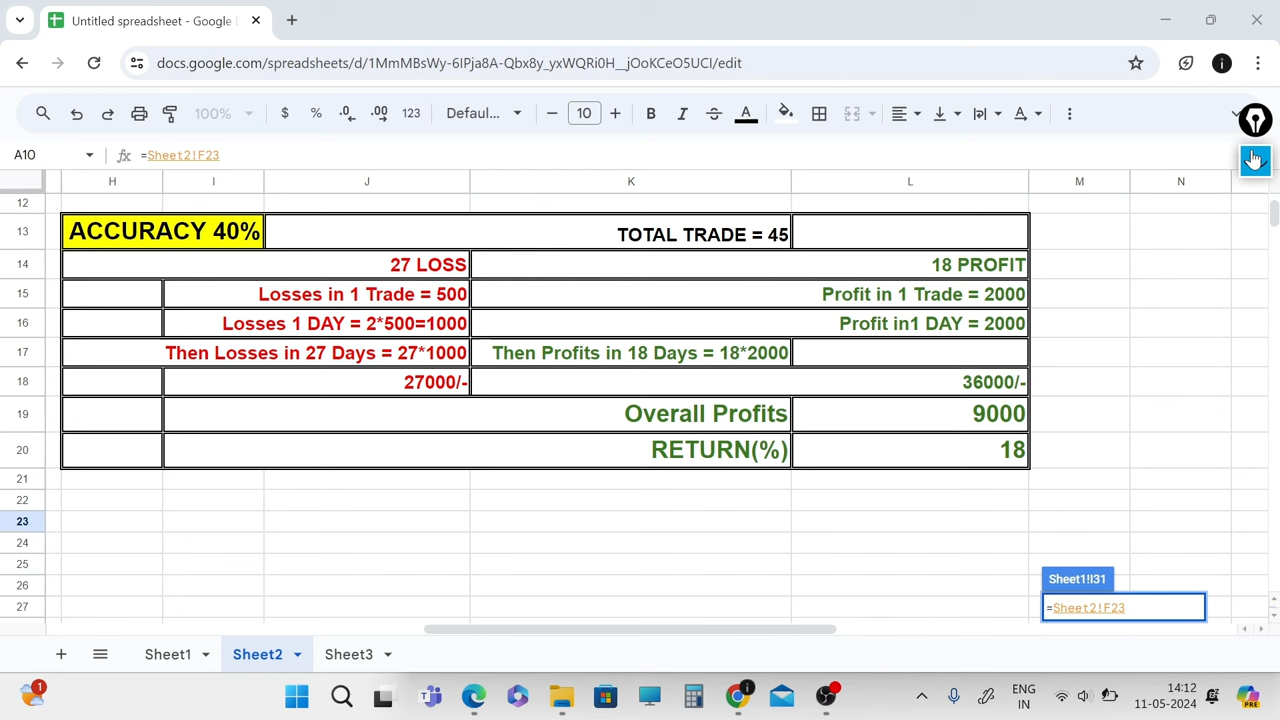 Untitled spreadsheet - Google
docs.google.com/spreadsheets/d/1MmMBsWy-6IPja8A-Qbx8y_yxWQRi0H__jOoKCeO5UCI/edit
100% $ % .0 .00 123 Defaul... 10 B I A
A10 fx =Sheet2!F23
H I J K L M N
12
13 ACCURACY 40% TOTAL TRADE = 45
14 27 LOSS 18 PROFIT
15 Losses in 1 Trade = 500 Profit in 1 Trade = 2000
16 Losses 1 DAY = 2*500=1000 Profit in1 DAY = 2000
17 Then Losses in 27 Days = 27*1000 Then Profits in 18 Days = 18*2000
18 27000/- 36000/-
19 Overall Profits 9000
20 RETURN(%) 18
21
22
23
24
25
26 Sheet1!I31
27 =Sheet2!F23
Sheet1 Sheet2 Sheet3
1 ENG IN 14:12 11-05-2024 PRE